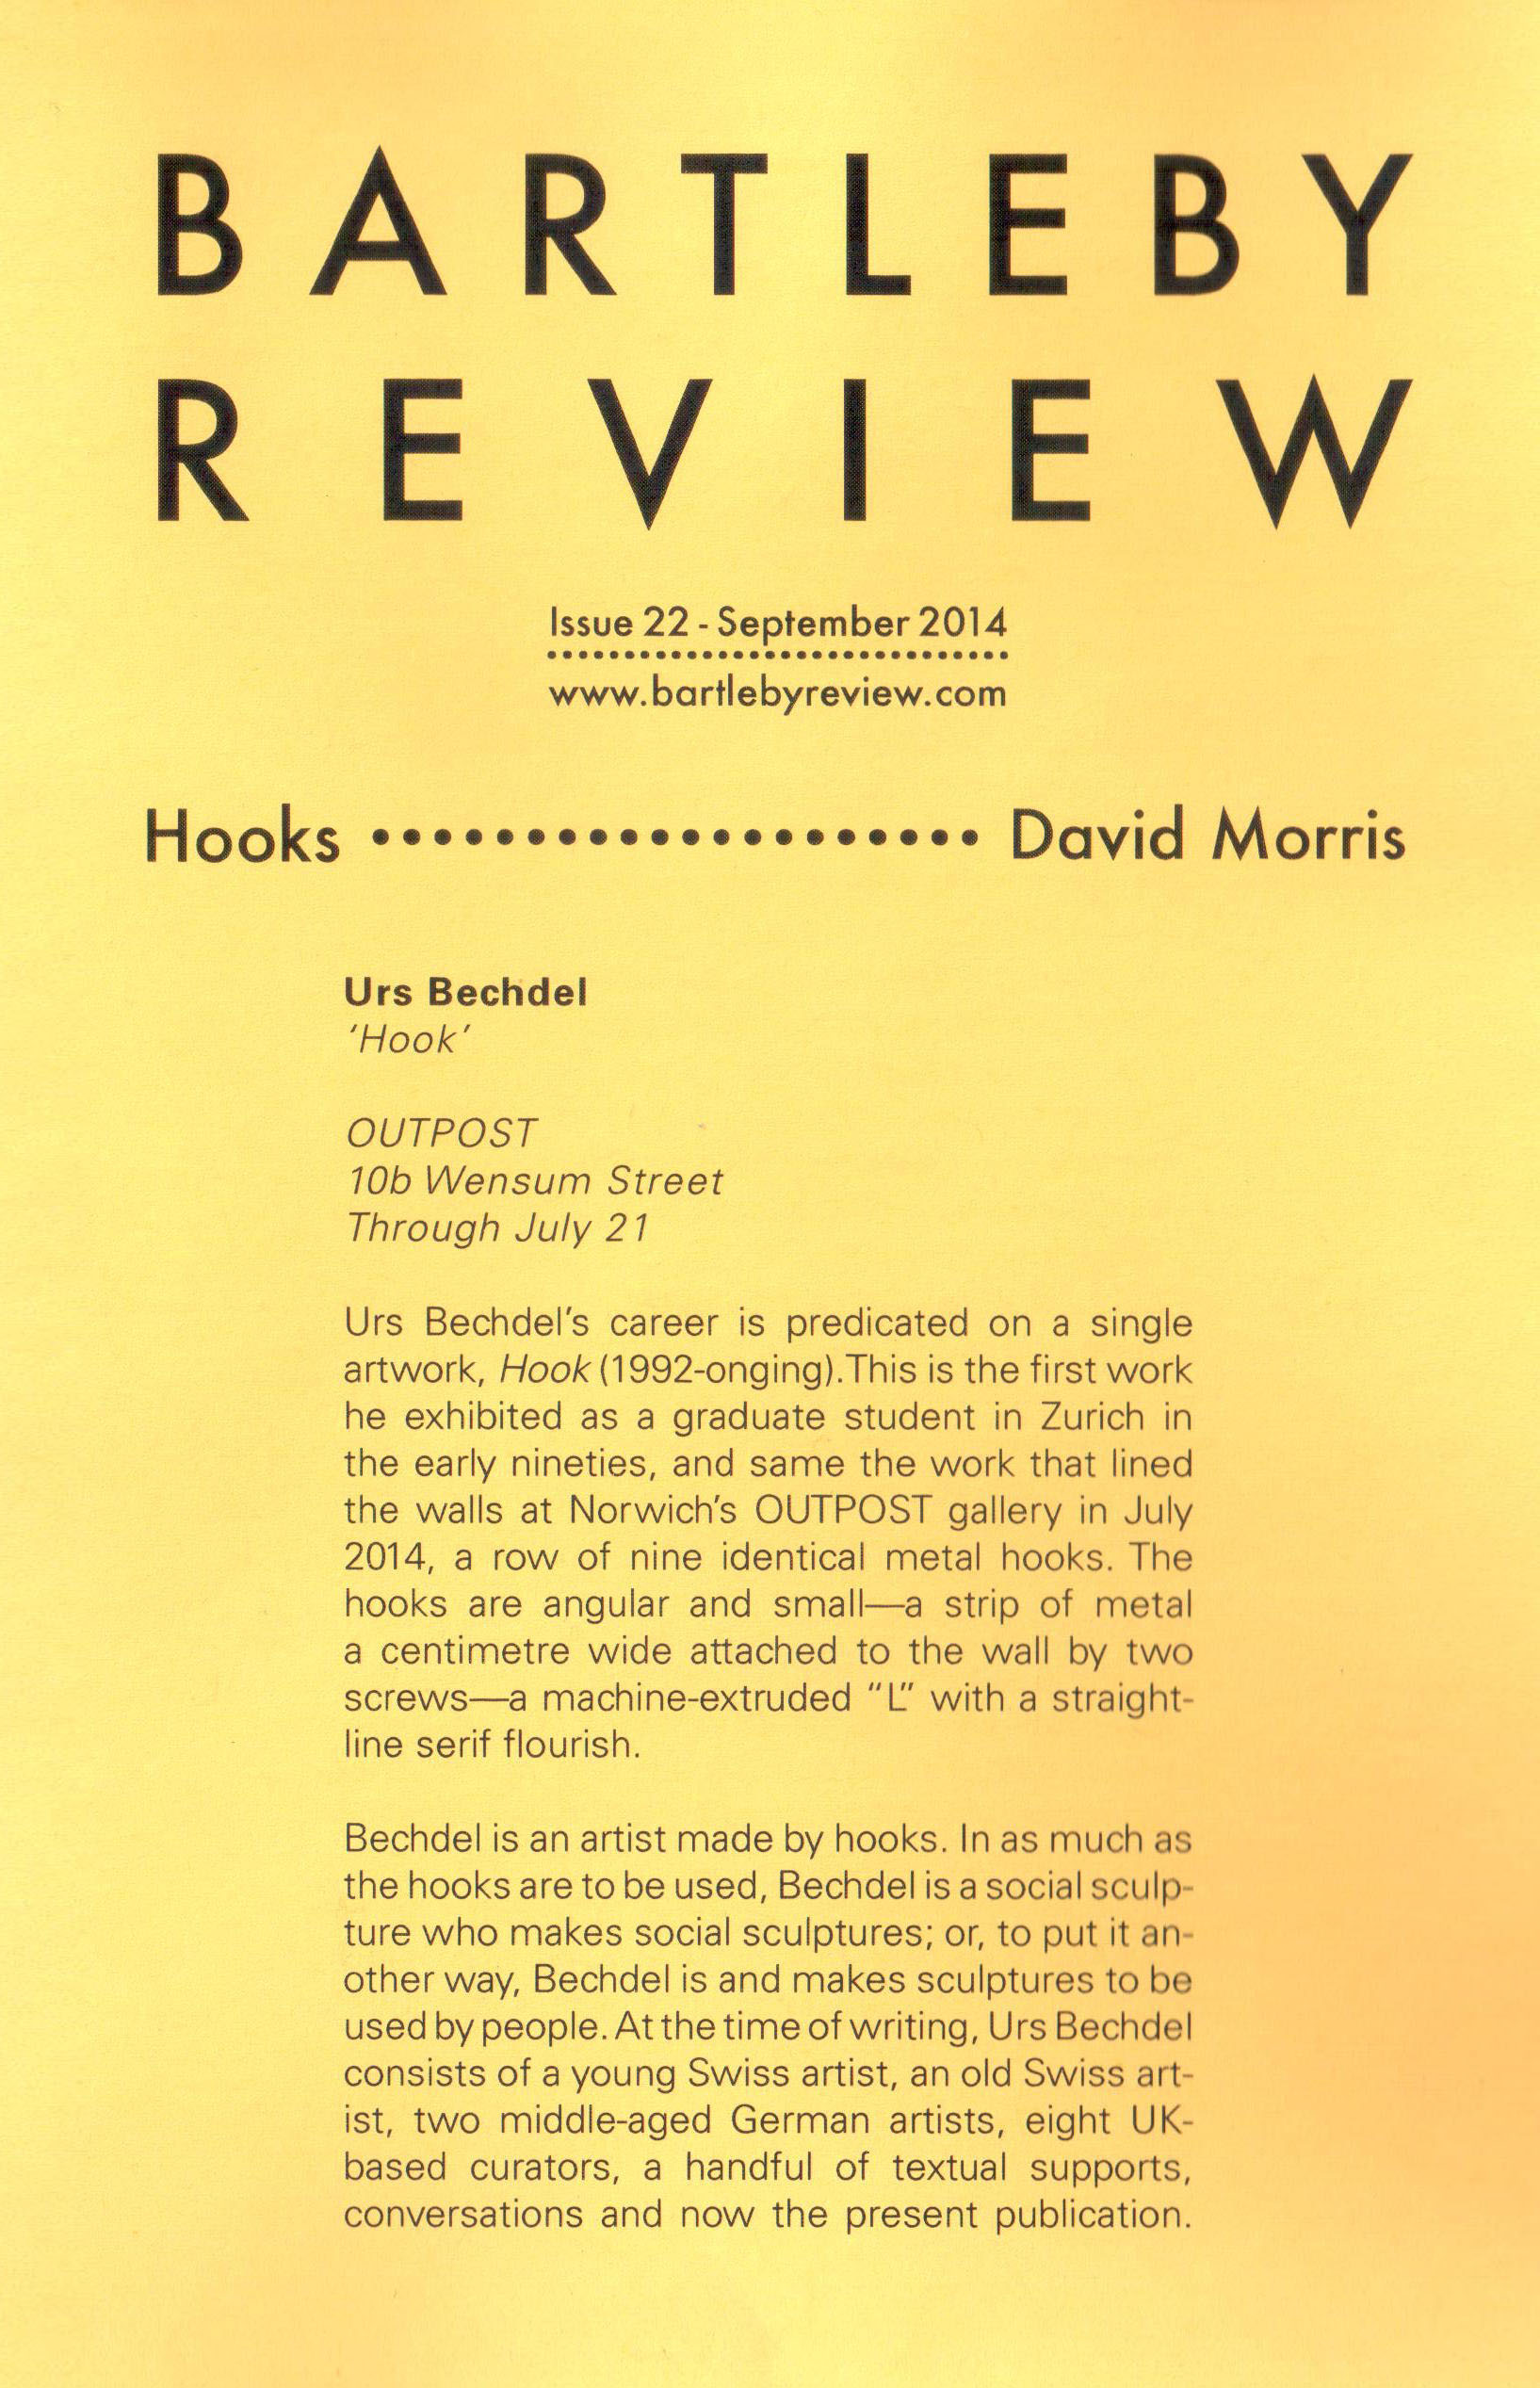 BARTLEBY
REVIEW
Issue 22 - September 2014
www.bartlebyreview.com
Hooks •••••••••••••••••••• David Morris
Urs Bechdel
‘Hook’
OUTPOST
10b Wensum Street
Through July 21
Urs Bechdel’s career is predicated on a single
artwork, Hook (1992-onging).This is the first work
he exhibited as a graduate student in Zurich in
the early nineties, and same the work that lined
the walls at Norwich’s OUTPOST gallery in July
2014, a row of nine identical metal hooks. The
hooks are angular and small—a strip of metal
a centimetre wide attached to the wall by two
screws—a machine-extruded “L” with a straight-
line serif flourish.
Bechdel is an artist made by hooks. In as much as
the hooks are to be used, Bechdel is a social sculp-
ture who makes social sculptures; or, to put it an-
other way, Bechdel is and makes sculptures to be
used by people. At the time of writing, Urs Bechdel
consists of a young Swiss artist, an old Swiss art-
ist, two middle-aged German artists, eight UK-
based curators, a handful of textual supports,
conversations and now the present publication.